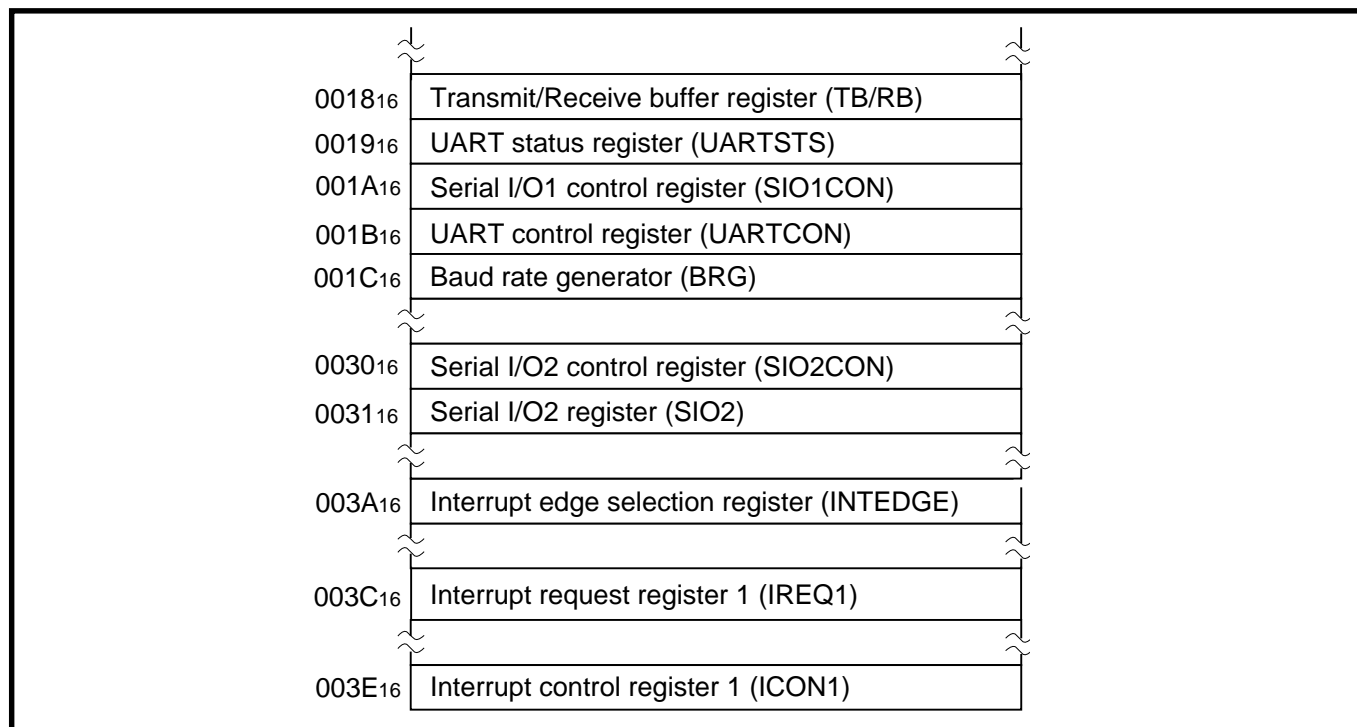 0018₁₆ Transmit/Receive buffer register (TB/RB)
0019₁₆ UART status register (UARTSTS)
001A₁₆ Serial I/O1 control register (SIO1CON)
001B₁₆ UART control register (UARTCON)
001C₁₆ Baud rate generator (BRG)
0030₁₆ Serial I/O2 control register (SIO2CON)
0031₁₆ Serial I/O2 register (SIO2)
003A₁₆ Interrupt edge selection register (INTEDGE)
003C₁₆ Interrupt request register 1 (IREQ1)
003E₁₆ Interrupt control register 1 (ICON1)